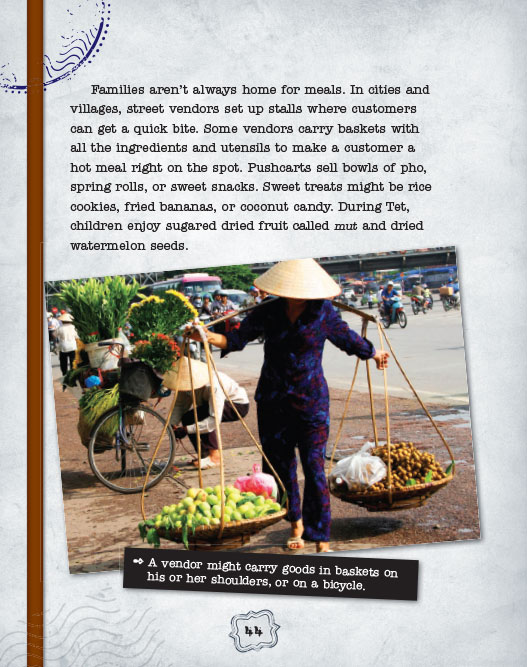 Families aren't always home for meals. In cities and
villages, street vendors set up stalls where customers
can get a quick bite. Some vendors carry baskets with
all the ingredients and utensils to make a customer a
hot meal right on the spot. Pushcarts sell bowls of pho,
spring rolls, or sweet snacks. Sweet treats might be rice
cookies, fried bananas, or coconut candy. During Tet,
children enjoy sugared dried fruit called mut and dried
watermelon seeds.
A vendor might carry goods in baskets on
his or her shoulders, or on a bicycle.
44